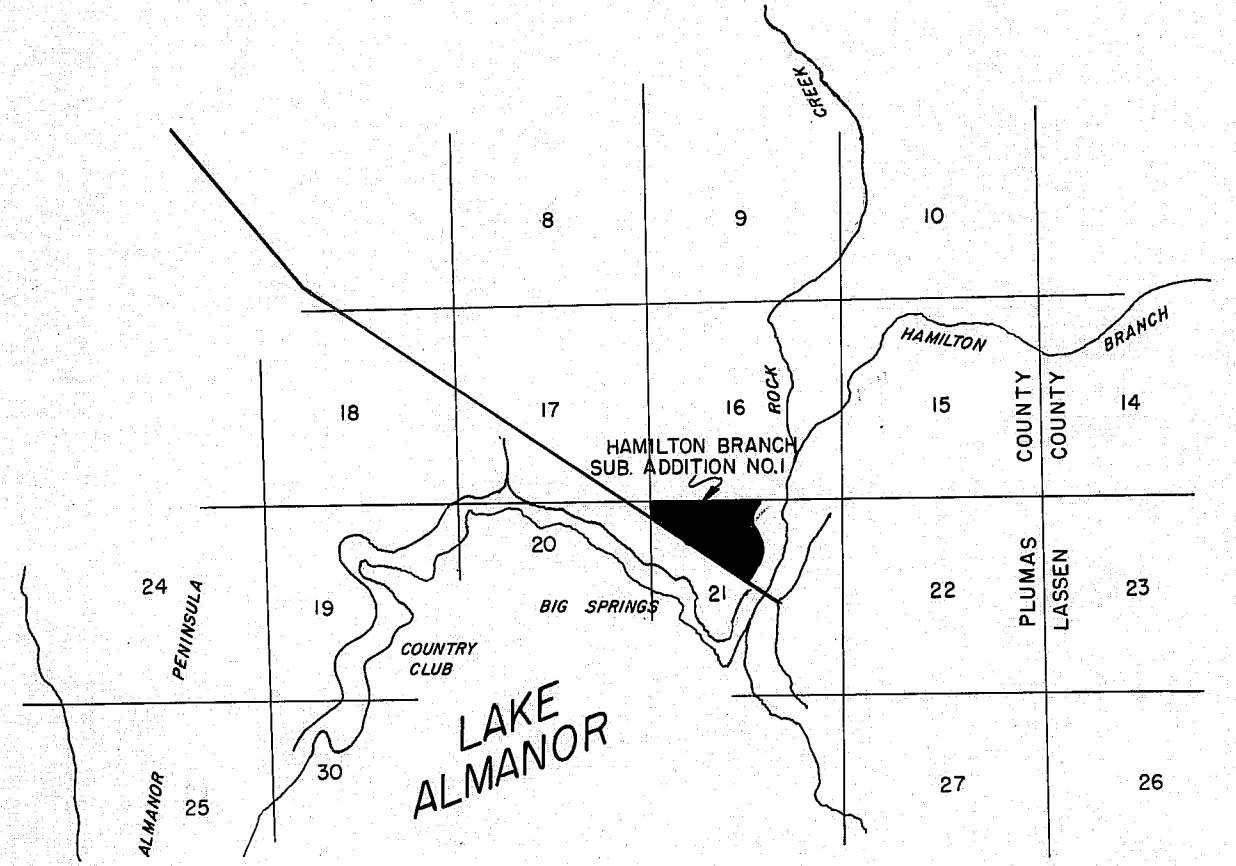 CREEK
8
9
10
HAMILTON
BRANCH
18
17
16
ROCK
15
COUNTY
COUNTY
14
HAMILTON BRANCH
SUB. ADDITION NO.1
24
PENINSULA
19
20
21
22
PLUMAS
LASSEN
23
BIG SPRINGS
COUNTRY
CLUB
LAKE
ALMANOR
30
ALMANOR
25
27
26